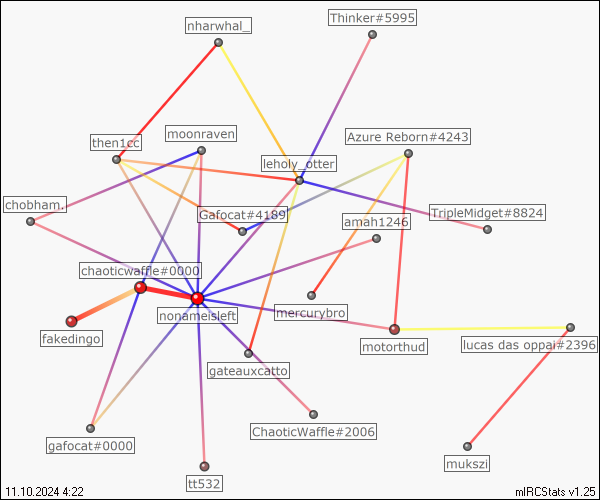 Thinker#5995
nharwhal_
moonraven
Azure Reborn#4243
then1cc
leholy_otter
chobham.
Gafocat#4189
TripleMidget#8824
amah1246
chaoticwaffle#0000
nonameisleft
mercurybro
fakedingo
motorthud
lucas das oppai#2396
gateauxcatto
ChaoticWaffle#2006
gafocat#0000
mukszi
tt532
11.10.2024 4:22
mIRCStats v1.25